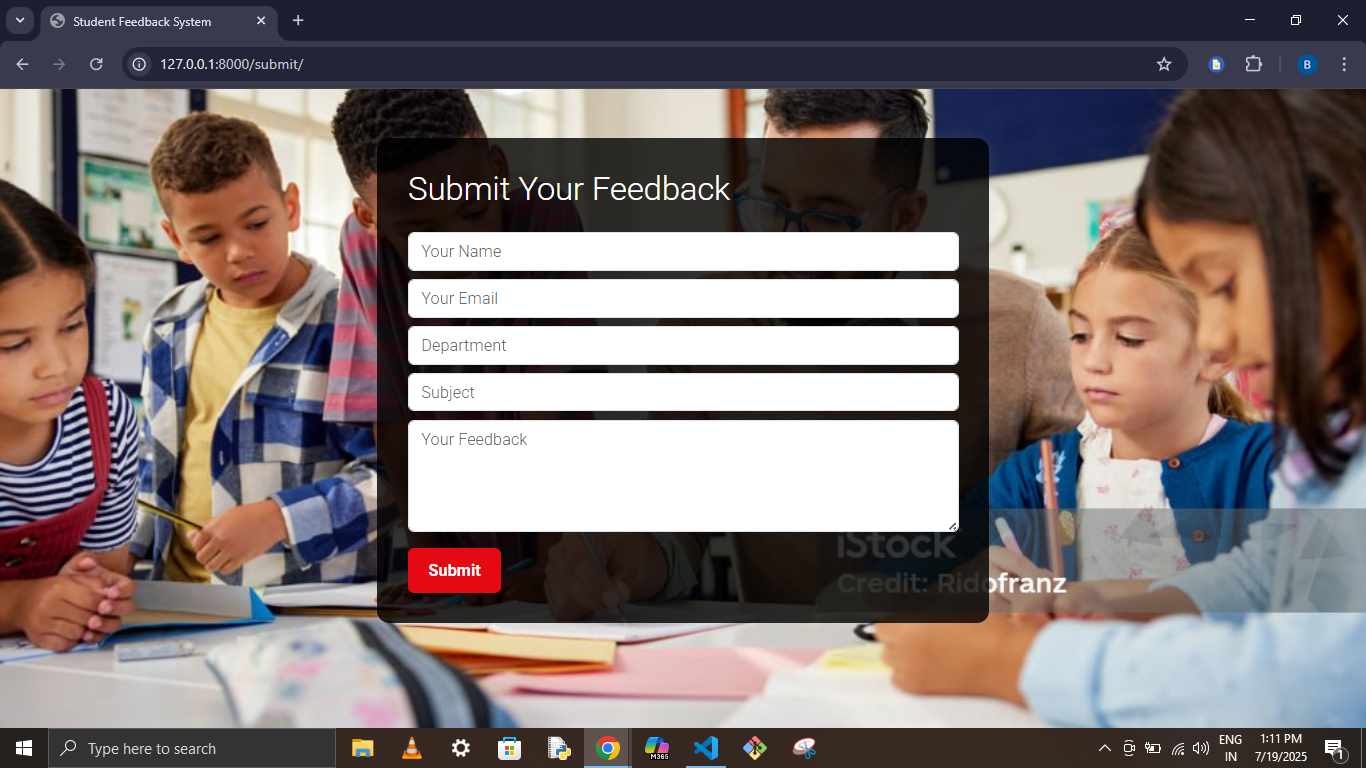 Student Feedback System
127.0.0.1:8000/submit/
B
Submit Your Feedback
Your Name
Your Email
Department
Subject
Your Feedback
Submit
iStock
Credit: Ridofranz
Type here to search
M365
ENG
IN
1:11 PM
7/19/2025
1